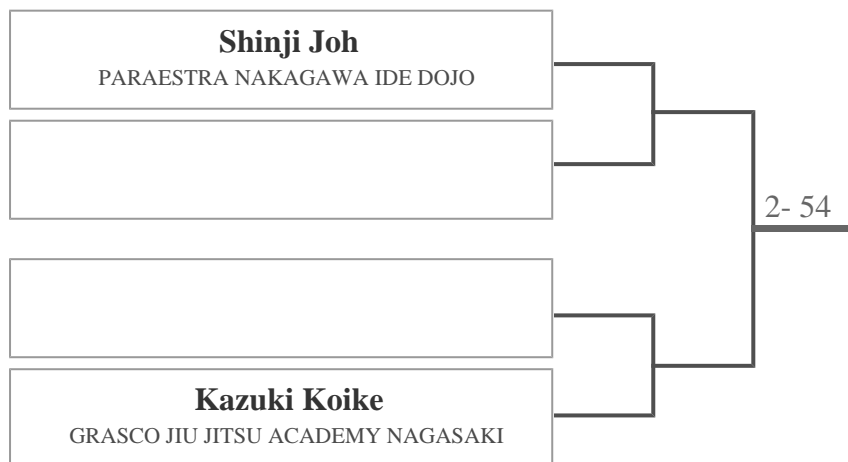 Shinji Joh
PARAESTRA NAKAGAWA IDE DOJO
2- 54
Kazuki Koike
GRASCO JIU JITSU ACADEMY NAGASAKI